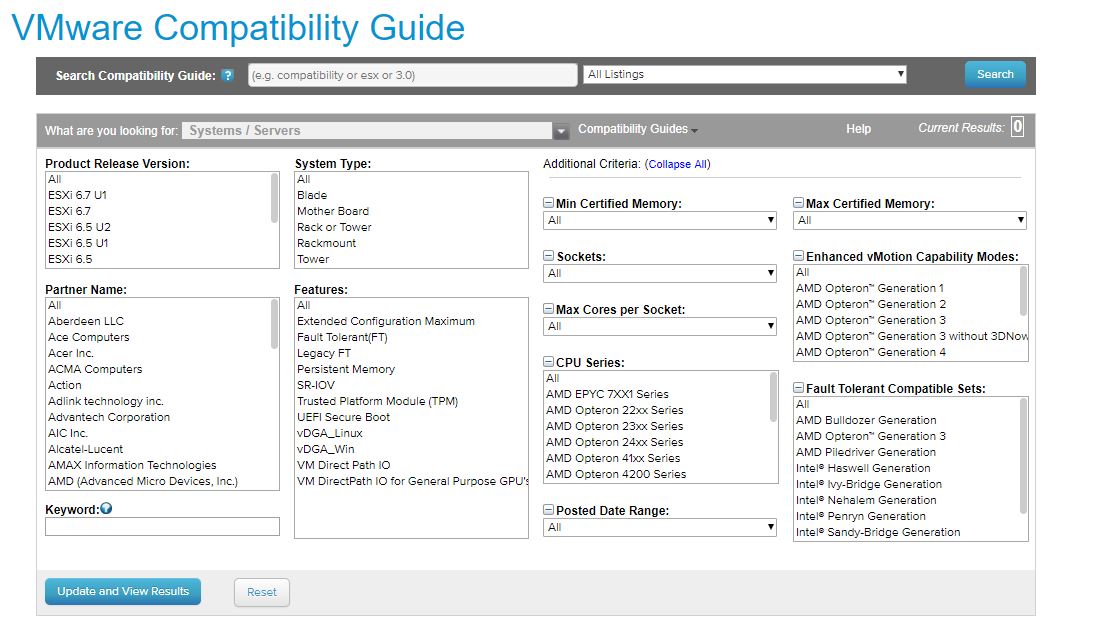 VMware Compatibility Guide
Search Compatibility Guide: ? (e.g. compatibility or esx or 3.0) All Listings Search
What are you looking for: Systems / Servers Compatibility Guides Help Current Results: 0
Product Release Version:
All
ESXi 6.7 U1
ESXi 6.7
ESXi 6.5 U2
ESXi 6.5 U1
ESXi 6.5
Partner Name:
All
Aberdeen LLC
Ace Computers
Acer Inc.
ACMA Computers
Action
Adlink technology inc.
Advantech Corporation
AIC Inc.
Alcatel-Lucent
AMAX Information Technologies
AMD (Advanced Micro Devices, Inc.)
Keyword: ?
System Type:
All
Blade
Mother Board
Rack or Tower
Rackmount
Tower
Features:
All
Extended Configuration Maximum
Fault Tolerant(FT)
Legacy FT
Persistent Memory
SR-IOV
Trusted Platform Module (TPM)
UEFI Secure Boot
vDGA_Linux
vDGA_Win
VM Direct Path IO
VM DirectPath IO for General Purpose GPU's
Additional Criteria: (Collapse All)
Min Certified Memory:
All
Sockets:
All
Max Cores per Socket:
All
CPU Series:
All
AMD EPYC 7XX1 Series
AMD Opteron 22xx Series
AMD Opteron 23xx Series
AMD Opteron 24xx Series
AMD Opteron 41xx Series
AMD Opteron 4200 Series
Posted Date Range:
All
Max Certified Memory:
All
Enhanced vMotion Capability Modes:
All
AMD Opteron™ Generation 1
AMD Opteron™ Generation 2
AMD Opteron™ Generation 3
AMD Opteron™ Generation 3 without 3DNow
AMD Opteron™ Generation 4
Fault Tolerant Compatible Sets:
All
AMD Bulldozer Generation
AMD Opteron™ Generation 3
AMD Piledriver Generation
Intel® Haswell Generation
Intel® Ivy-Bridge Generation
Intel® Nehalem Generation
Intel® Penryn Generation
Intel® Sandy-Bridge Generation
Update and View Results Reset